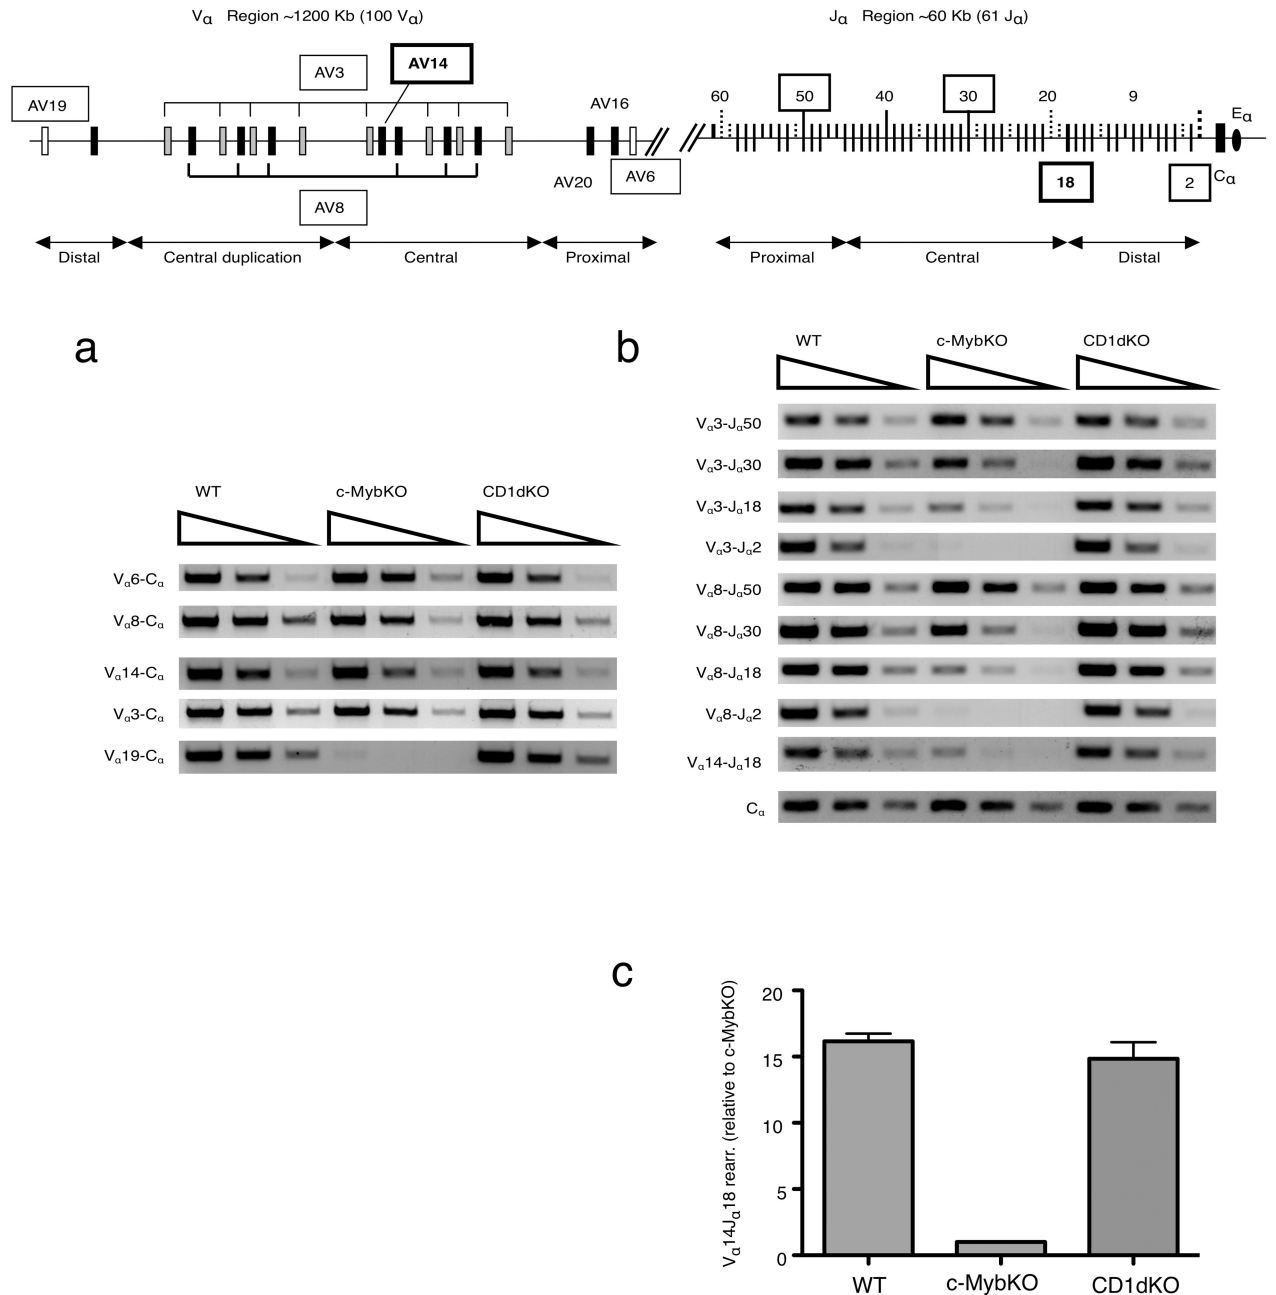 Vα Region ~1200 Kb (100 Vα)
Jα Region ~60 Kb (61 Jα)
AV19
AV3
AV14
AV16
AV8
AV20
AV6
60
50
40
30
20
9
Eα
18
2
Cα
Distal
Central duplication
Central
Proximal
Proximal
Central
Distal
a
WT
c-MybKO
CD1dKO
Vα6-Cα
Vα8-Cα
Vα14-Cα
Vα3-Cα
Vα19-Cα
b
WT
c-MybKO
CD1dKO
Vα3-Jα50
Vα3-Jα30
Vα3-Jα18
Vα3-Jα2
Vα8-Jα50
Vα8-Jα30
Vα8-Jα18
Vα8-Jα2
Vα14-Jα18
Cα
c
Vα14Jα18 rearr. (relative to c-MybKO)
20
15
10
5
0
WT
c-MybKO
CD1dKO